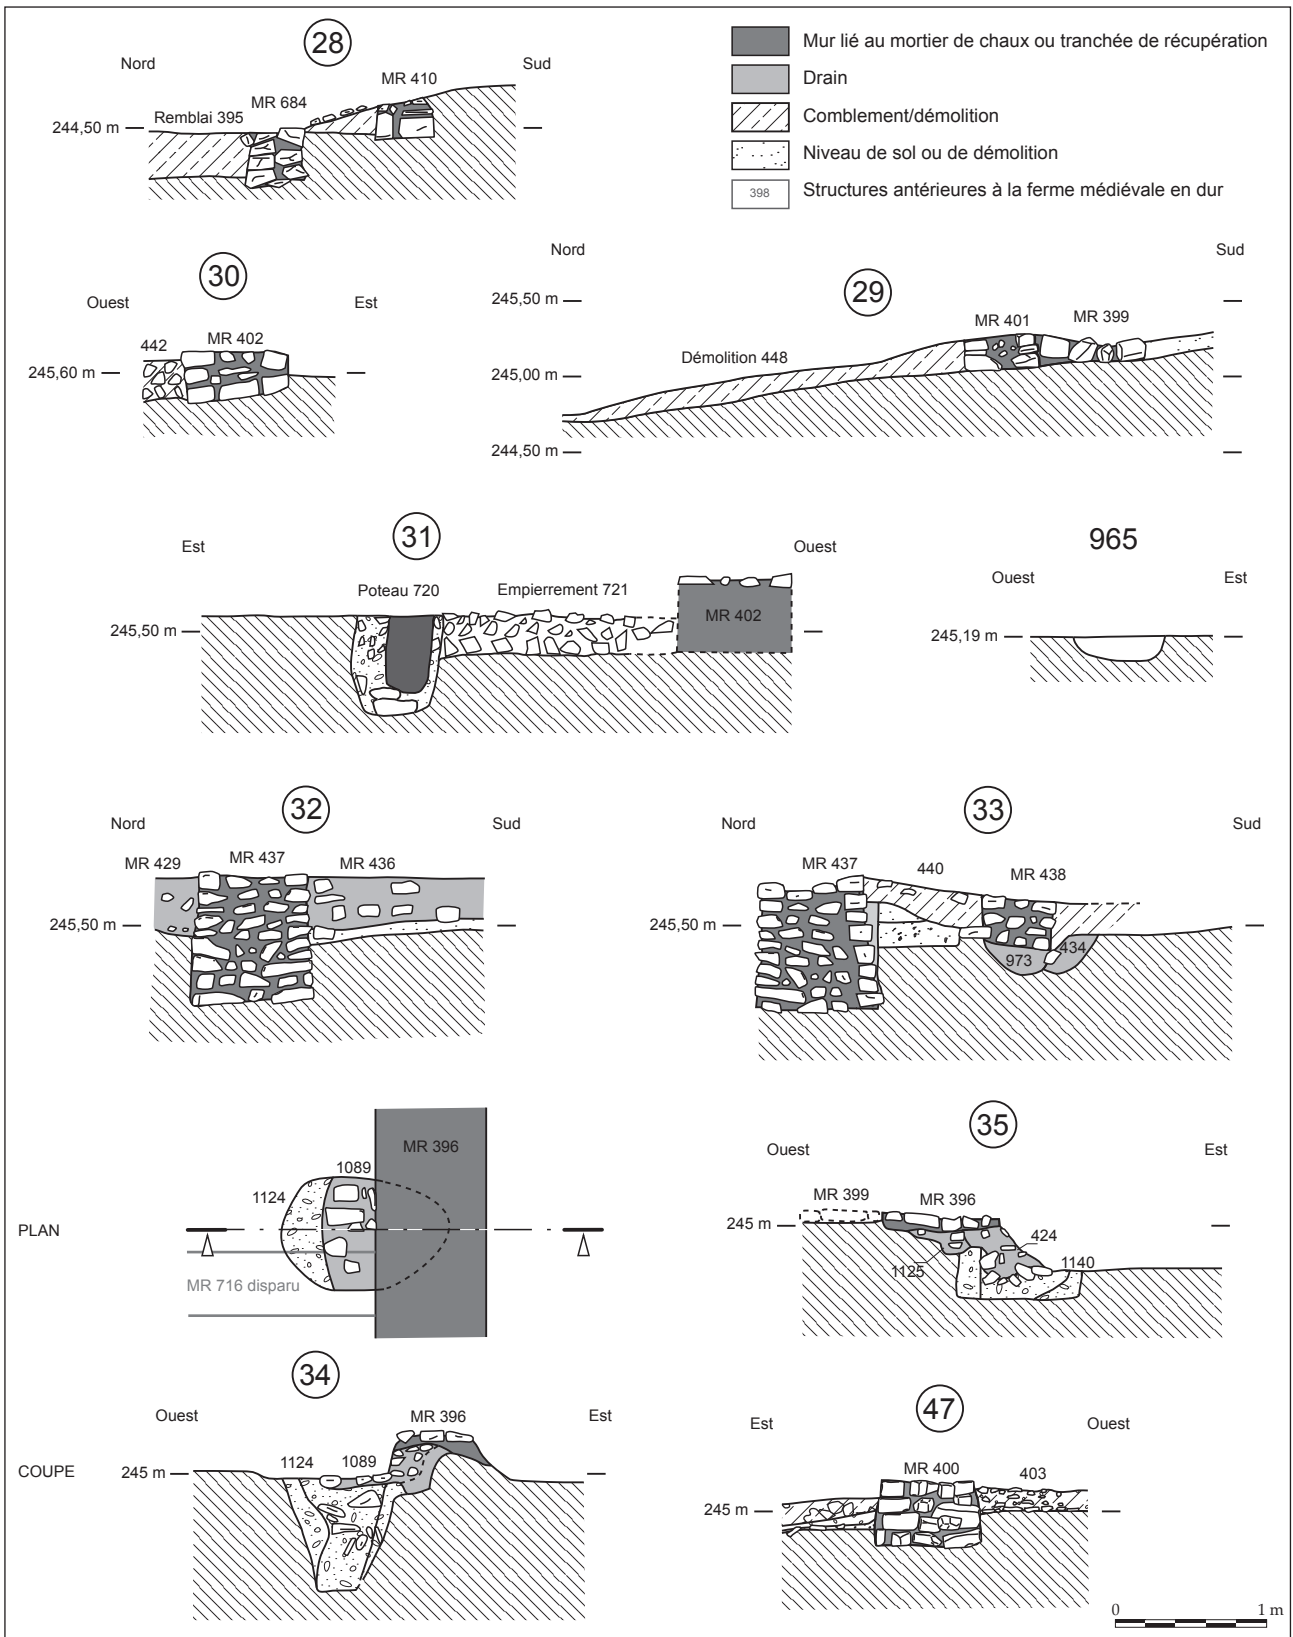 28
Nord
Sud
MR 410
MR 684
Remblai 395
244,50 m
Mur lié au mortier de chaux ou tranchée de récupération
Drain
Comblement/démolition
Niveau de sol ou de démolition
398 Structures antérieures à la ferme médiévale en dur
30
Ouest
Est
442
MR 402
245,60 m
Nord
Sud
29
245,50 m
MR 401
MR 399
Démolition 448
245,00 m
244,50 m
31
Est
Ouest
Poteau 720
Empierrement 721
MR 402
245,50 m
965
Ouest
Est
245,19 m
32
Nord
Sud
MR 429
MR 437
MR 436
245,50 m
33
Nord
Sud
MR 437
440
MR 438
245,50 m
434
973
PLAN
MR 396
1089
1124
MR 716 disparu
35
Ouest
Est
MR 399
MR 396
245 m
424
1125
1140
34
Ouest
Est
MR 396
1124
1089
COUPE
245 m
47
Est
Ouest
MR 400
403
245 m
0
1 m